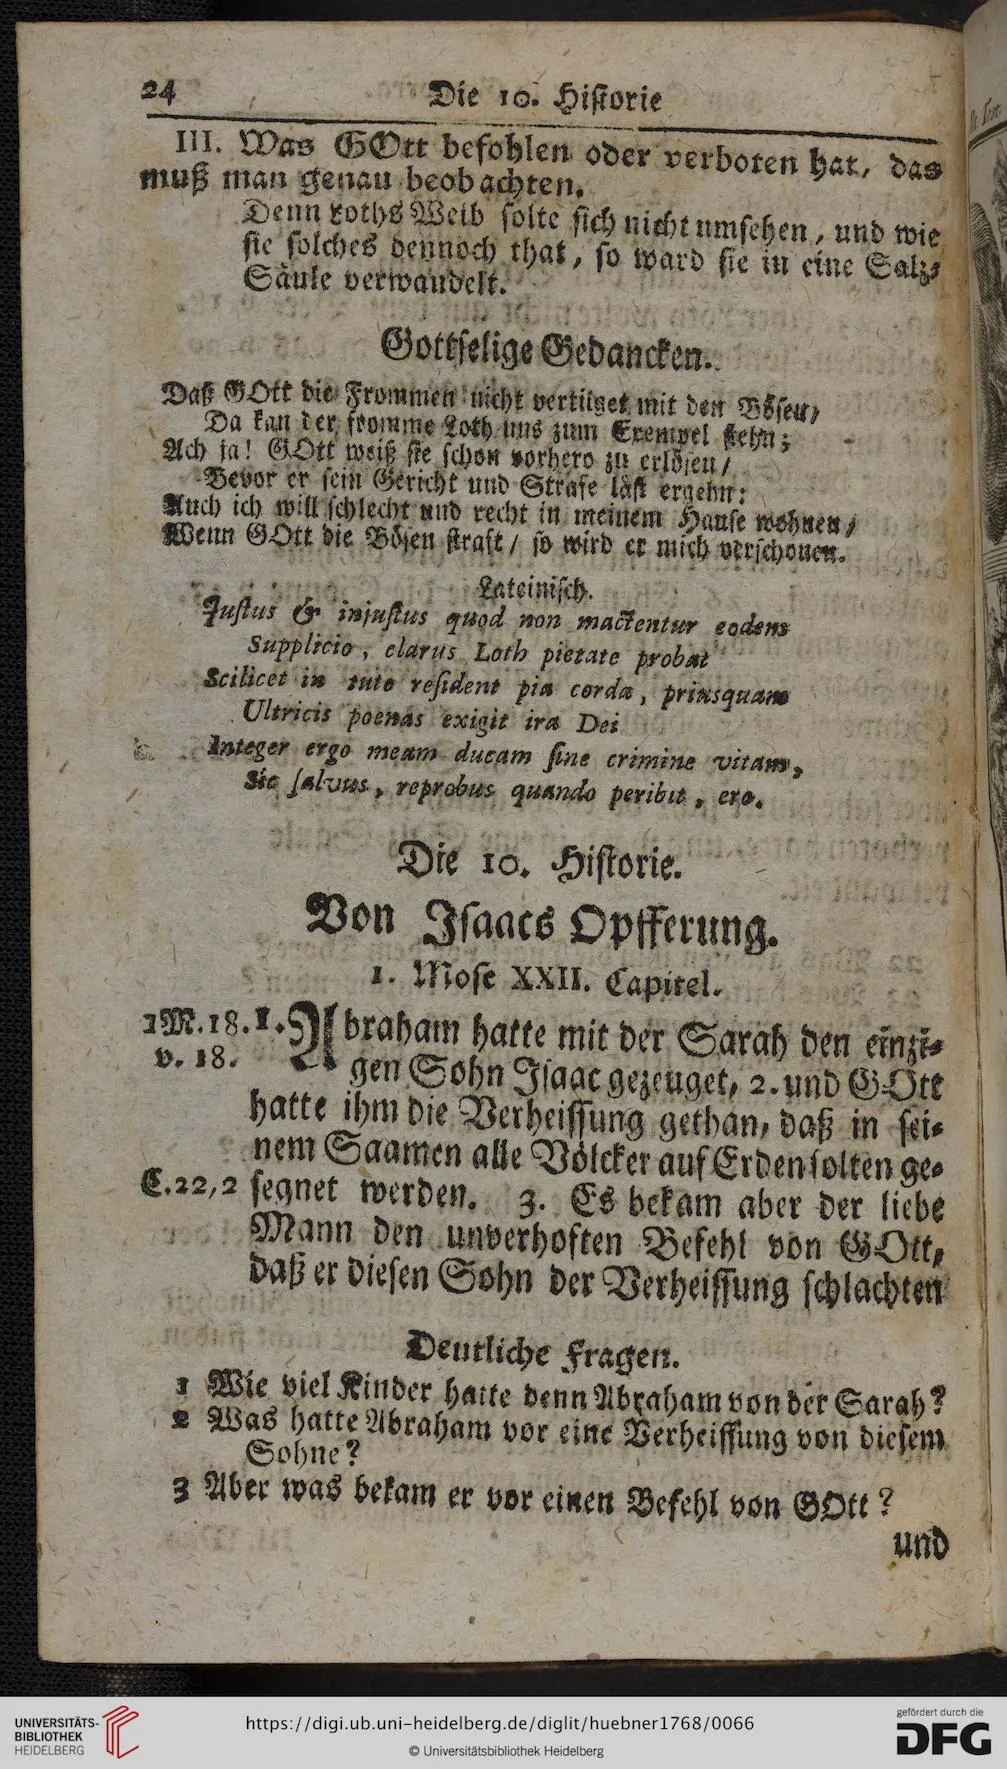 24 Die 10. Historie
III. Was GOtt befohlen oder verboten hat, das
muß man genau beobachten.
Denn Loths Weib solte sich nicht umsehen, und wie
sie solches dennoch that, so ward sie in eine Salz-
Säule verwandelt.
Gottselige Gedancken.
Daß GOtt die Frommen nicht vertilget mit den Bösen,
Da kan der fromme Loth uns zum Exempel stehn;
Ach ja! GOtt weiß sie schon vorhero zu erlösen/
Bevor er sein Gericht und Strafe läst ergehn:
Auch ich will schlecht und recht in meinem Hause wohnen/
Wenn GOtt die Bösen straft/ so wird er mich verschonen.
Lateinisch.
Justus & injustus quod non mactentur eodem
Supplicio, clarus Loth pietate probat
Scilicet in tuto resident pia corda, priusquam
Ultricis poenas exigit ira Dei
Integer ergo meam ducam sine crimine vitam,
Sic salvus, reprobus quando peribit, ero.
Die 10. Historie.
Von Isaacs Opfferung.
1. Mose XXII. Capitel.
1M.18. 1. Abraham hatte mit der Sarah den einzi-
v. 18. gen Sohn Isaac gezeuget, 2. und GOtt
hatte ihm die Verheissung gethan, daß in sei-
nem Saamen alle Völcker auf Erden solten ge-
C.22,2 segnet werden. 3. Es bekam aber der liebe
Mann den unverhoften Befehl von GOtt,
daß er diesen Sohn der Verheissung schlachten
Deutliche Fragen.
1 Wie viel Kinder hatte denn Abraham von der Sarah?
2 Was hatte Abraham vor eine Verheissung von diesem
Sohne?
3 Aber was bekam er vor einen Befehl von GOtt?
und
UNIVERSITÄTS-
BIBLIOTHEK
HEIDELBERG
https://digi.ub.uni-heidelberg.de/diglit/huebner1768/0066
© Universitätsbibliothek Heidelberg
gefördert durch die
DFG